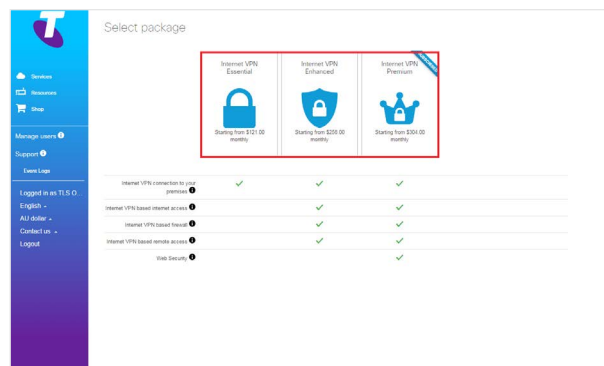 Select package
Internet VPN
Essential
Starting from $121.00
monthly
Internet VPN
Enhanced
Starting from $200.00
monthly
Internet VPN
Premium
Starting from $304.00
monthly
Services
Resources
Shop
Manage users
Support
Event Logs
Logged in as TLS O...
English
AU dollar
Contact us
Logout
Internet VPN connection to your
premises
Internet VPN based internet access
Internet VPN based firewall
Internet VPN based remote access
Web Security